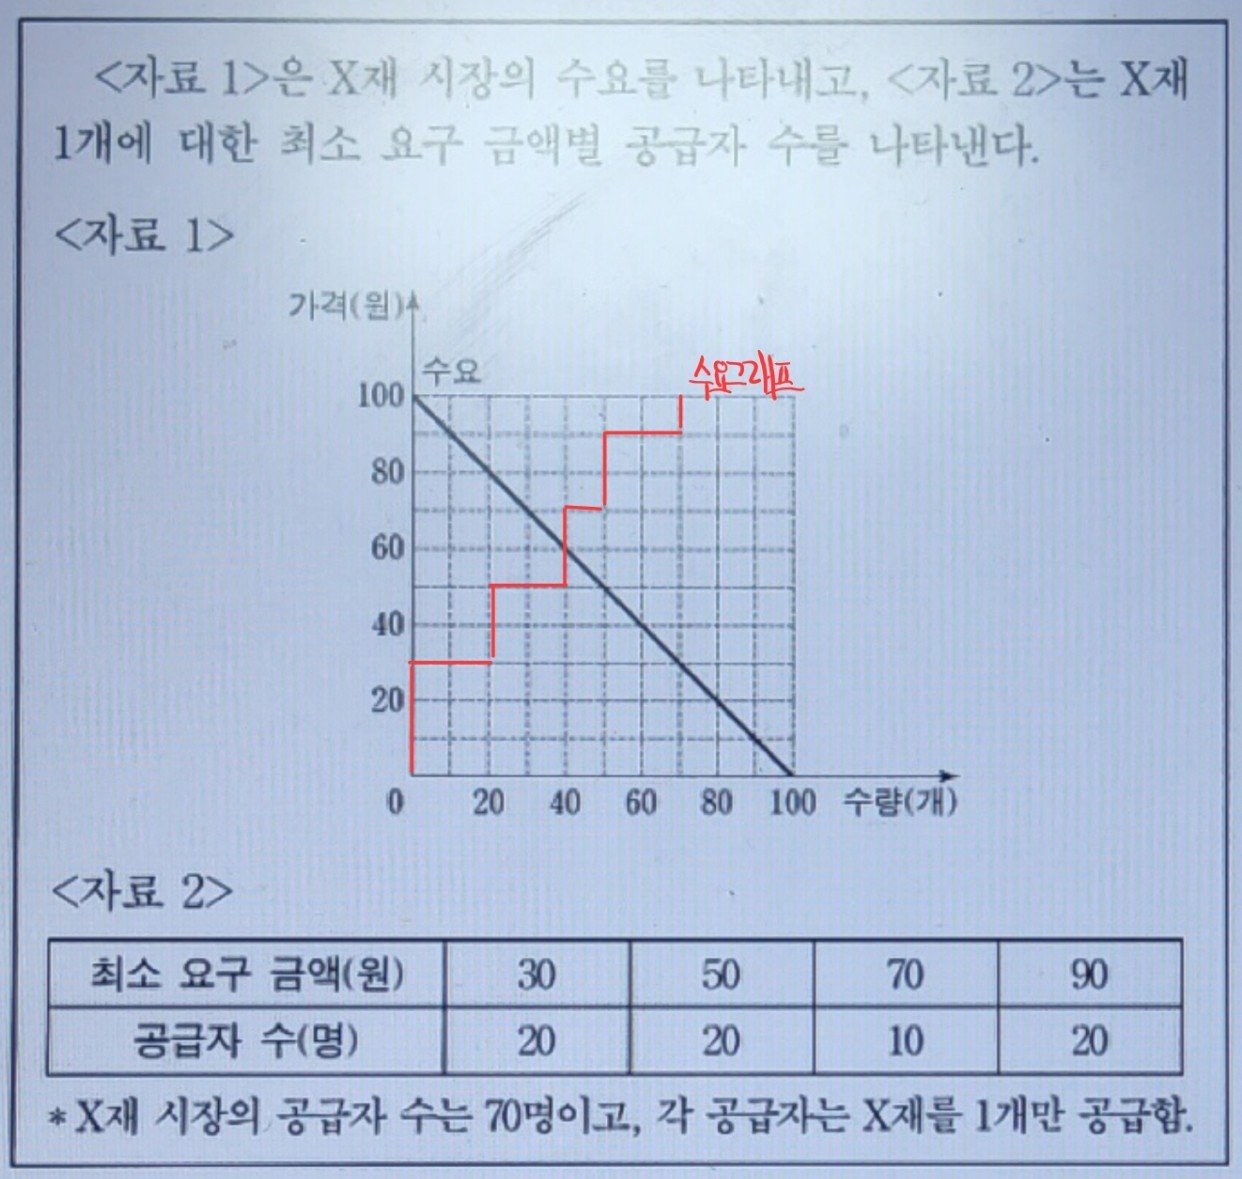 <자료 1>은 X재 시장의 수요를 나타내고, <자료 2>는 X재
1개에 대한 최소 요구 금액별 공급자 수를 나타낸다.
<자료 1>
가격(원)
수요
수요그래프
100
80
60
40
20
0 20 40 60 80 100 수량(개)
<자료 2>
최소 요구 금액(원) 30 50 70 90
공급자 수(명) 20 20 10 20
* X재 시장의 공급자 수는 70명이고, 각 공급자는 X재를 1개만 공급함.